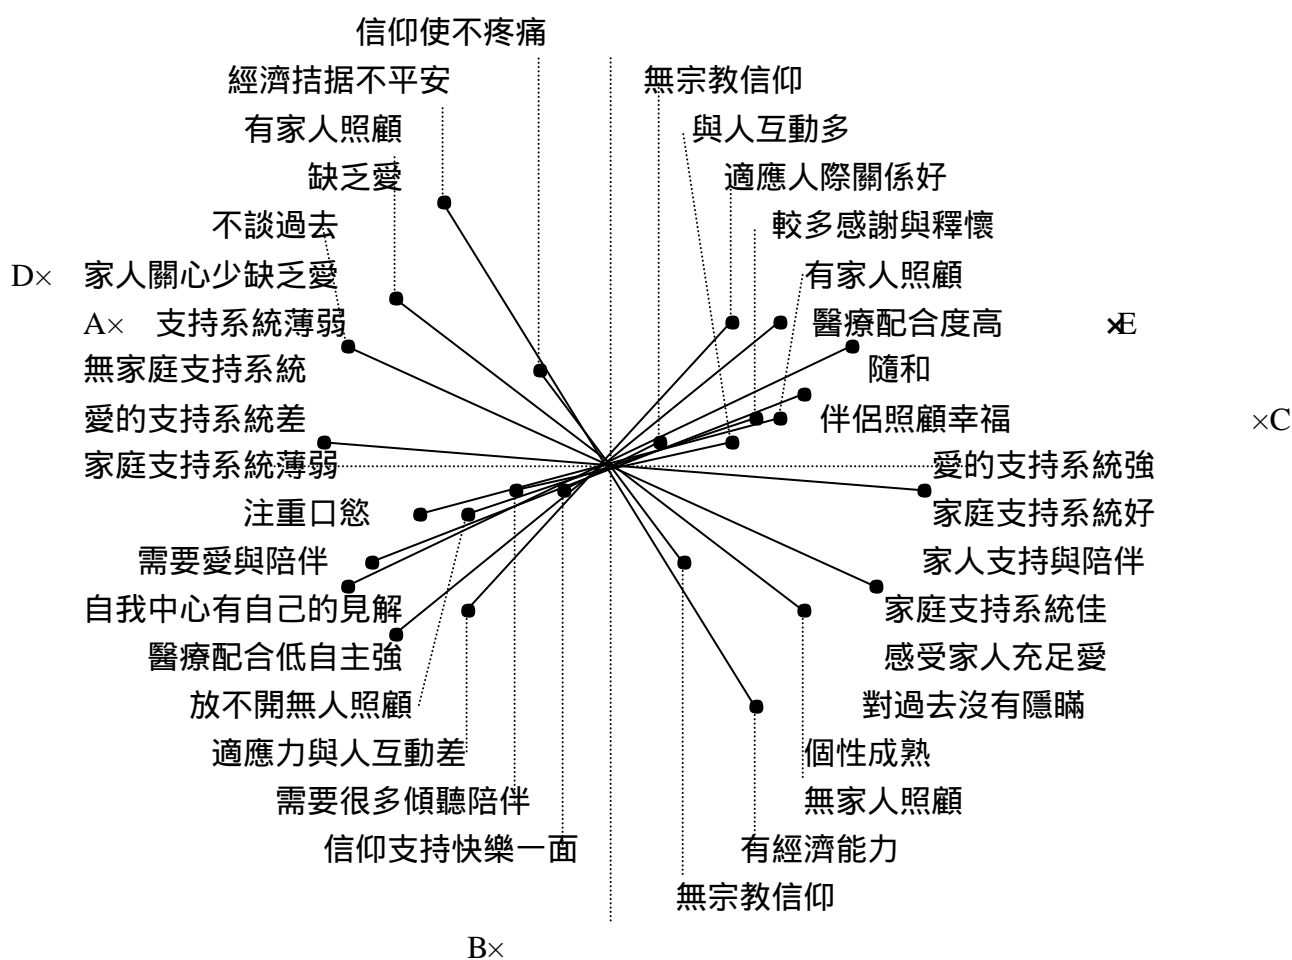 信仰使不疼痛
經濟拮据不平安
無宗教信仰
有家人照顧
與人互動多
缺乏愛
適應人際關係好
不談過去
較多感謝與釋懷
D×
家人關心少缺乏愛
有家人照顧
A×
支持系統薄弱
醫療配合度高
×E
無家庭支持系統
隨和
愛的支持系統差
伴侶照顧幸福
×C
家庭支持系統薄弱
愛的支持系統強
注重口慾
家庭支持系統好
需要愛與陪伴
家人支持與陪伴
自我中心有自己的見解
家庭支持系統佳
醫療配合低自主強
感受家人充足愛
放不開無人照顧
對過去沒有隱瞞
適應力與人互動差
個性成熟
需要很多傾聽陪伴
無家人照顧
信仰支持快樂一面
有經濟能力
無宗教信仰
B×